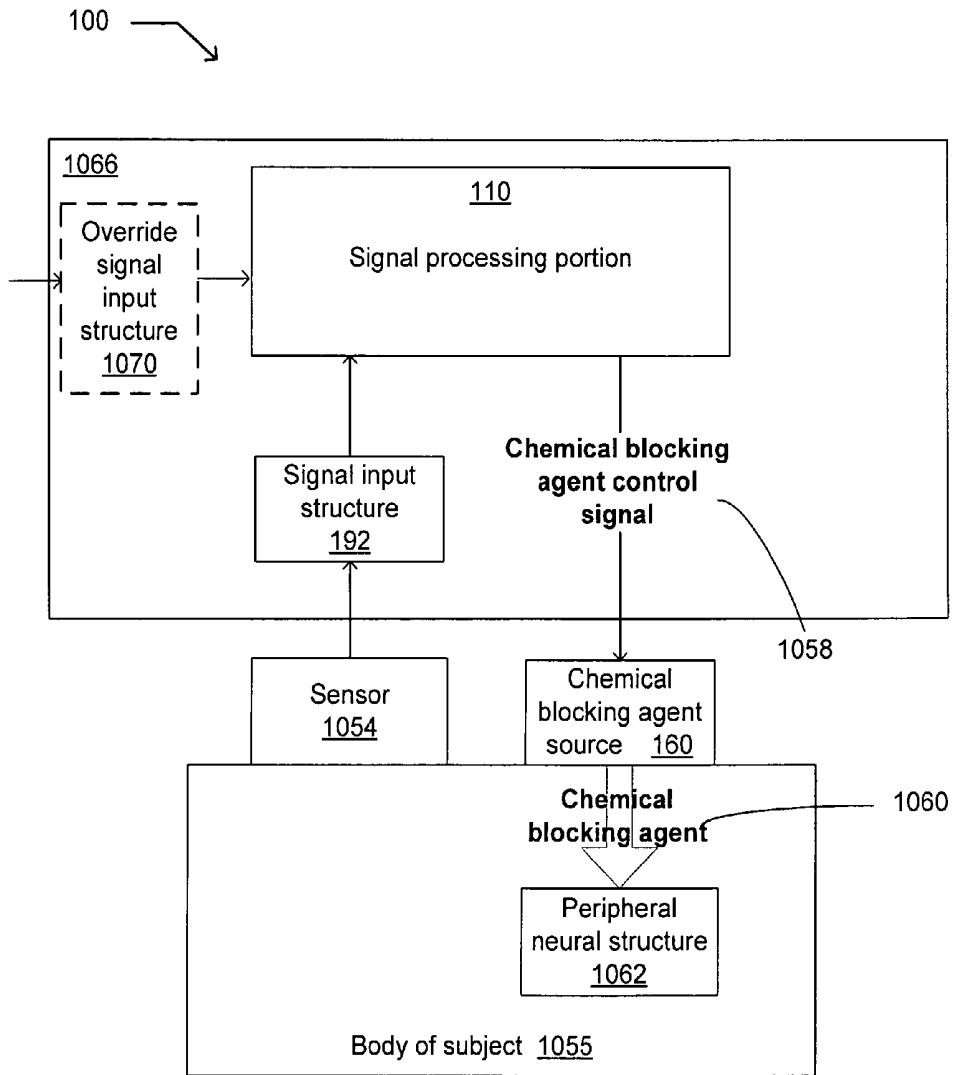 100
1066
110
Override
signal
input
structure
1070
Signal processing portion
Signal input
structure
192
Chemical blocking
agent control
signal
1058
Sensor
1054
Chemical
blocking agent
source 160
Chemical
blocking agent
1060
Peripheral
neural structure
1062
Body of subject 1055